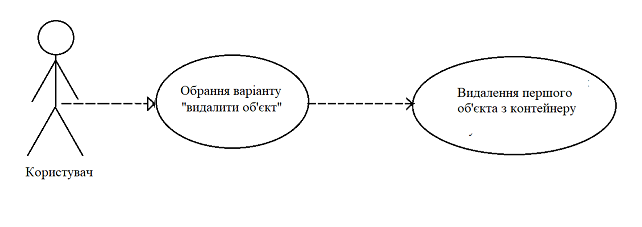 Обрання варіанту
"видалити об'єкт"
Видалення першого
об'єкта з контейнеру
Користувач